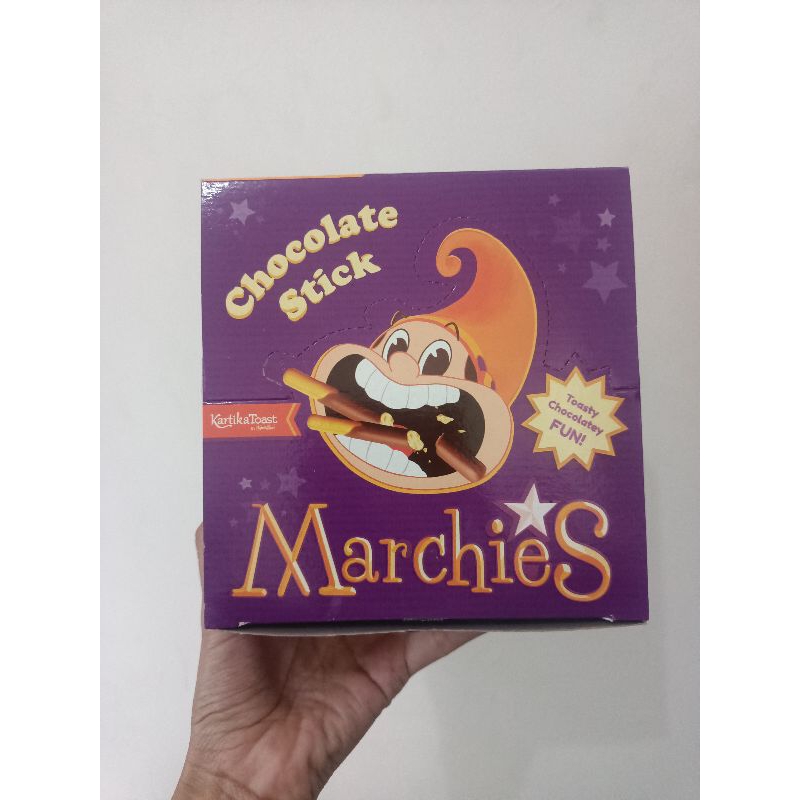 Chocolate
Stick
KartikaToast
Toasty
Chocolatey
FUN!
Marchies